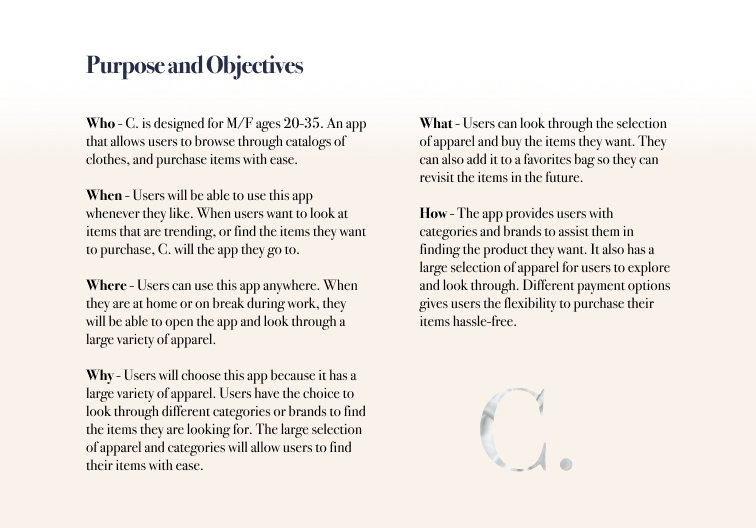 Purpose and Objectives
Who - C. is designed for M/F ages 20-35. An app
that allows users to browse through catalogs of
clothes, and purchase items with ease.
When - Users will be able to use this app
whenever they like. When users want to look at
items that are trending, or find the items they want
to purchase, C. will the app they go to.
Where - Users can use this app anywhere. When
they are at home or on break during work, they
will be able to open the app and look through a
large variety of apparel.
Why - Users will choose this app because it has a
large variety of apparel. Users have the choice to
look through different categories or brands to find
the items they are looking for. The large selection
of apparel and categories will allow users to find
their items with ease.
What - Users can look through the selection
of apparel and buy the items they want. They
can also add it to a favorites bag so they can
revisit the items in the future.
How - The app provides users with
categories and brands to assist them in
finding the product they want. It also has a
large selection of apparel for users to explore
and look through. Different payment options
gives users the flexibility to purchase their
items hassle-free.
C.